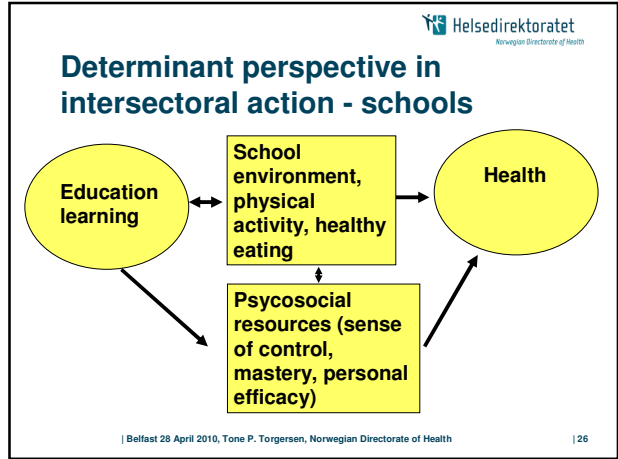 Helsedirektoratet
Norwegian Directorate of Health
Determinant perspective in
intersectoral action - schools
Education
learning
School
environment,
physical
activity, healthy
eating
Health
Psycosocial
resources (sense
of control,
mastery, personal
efficacy)
| Belfast 28 April 2010, Tone P. Torgersen, Norwegian Directorate of Health | 26